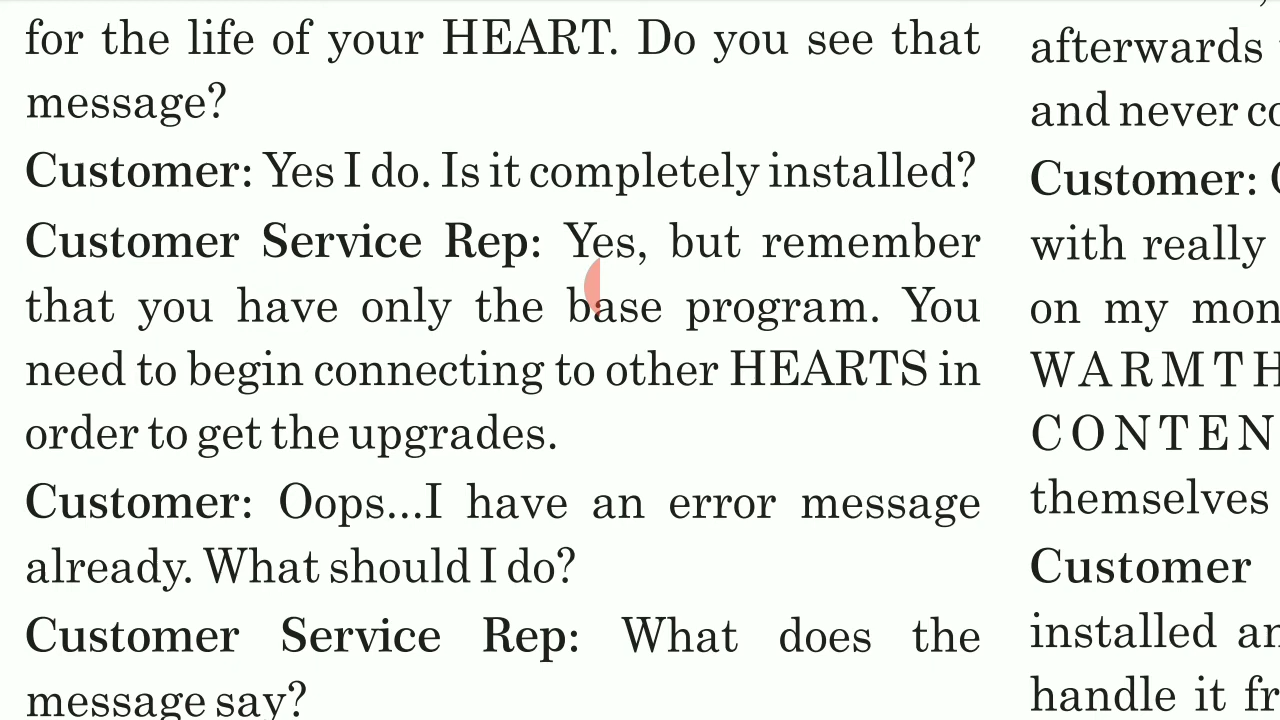 for the life of your HEART. Do you see that
message?
Customer: Yes I do. Is it completely installed?
Customer Service Rep: Yes, but remember
that you have only the base program. You
need to begin connecting to other HEARTS in
order to get the upgrades.
Customer: Oops...I have an error message
already. What should I do?
Customer Service Rep: What does the
message say?
afterwards
and never
Customer:
with really
on my
WARMTH
themselves
Customer
installed
handle it